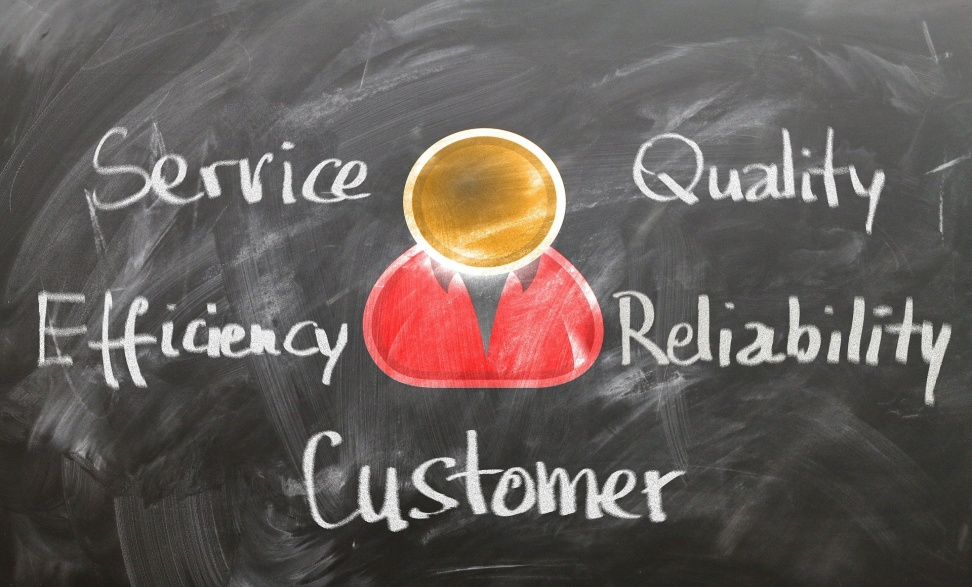 Service Quality
Efficiency Reliability
Customer